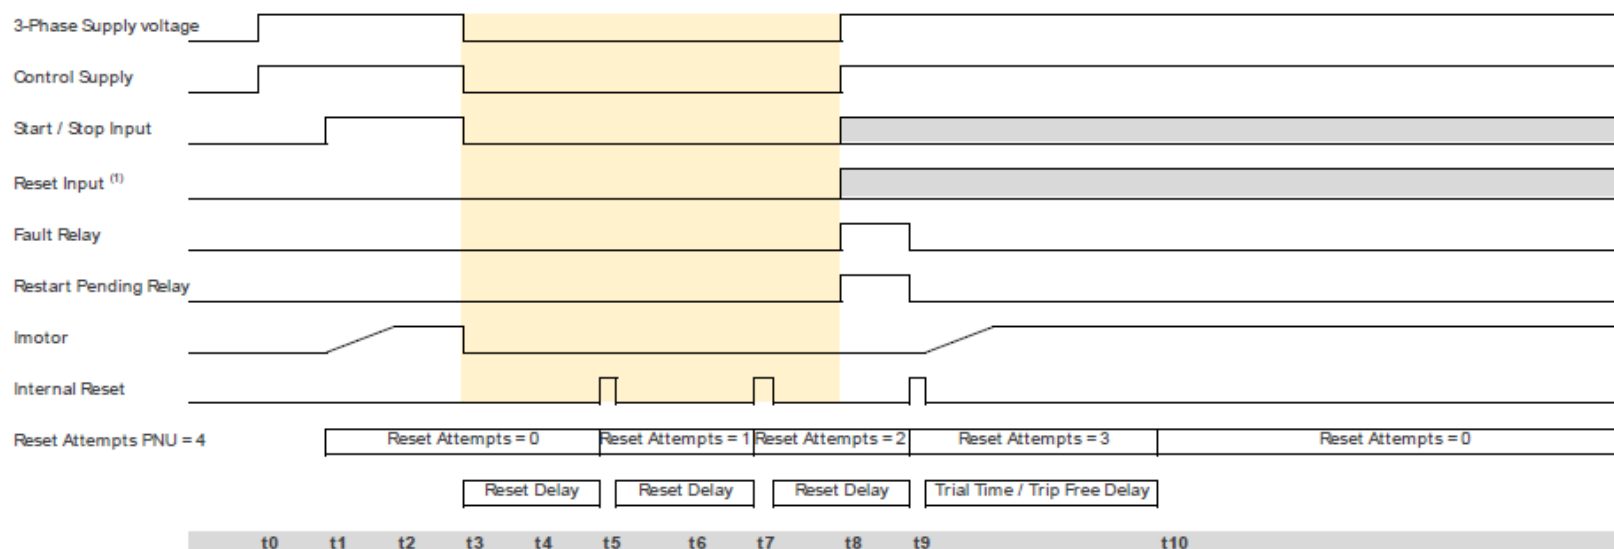 3-Phase Supply voltage
Control Supply
Start / Stop Input
Reset Input (1)
Fault Relay
Restart Pending Relay
Imotor
Internal Reset
Reset Attempts PNU = 4 Reset Attempts = 0 Reset Attempts = 1 Reset Attempts = 2 Reset Attempts = 3 Reset Attempts = 0
Reset Delay Reset Delay Reset Delay Trial Time / Trip Free Delay
t0 t1 t2 t3 t4 t5 t6 t7 t8 t9 t10